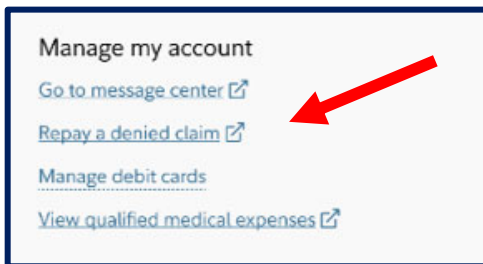 Manage my account
Go to message center
Repay a denied claim
Manage debit cards
View qualified medical expenses